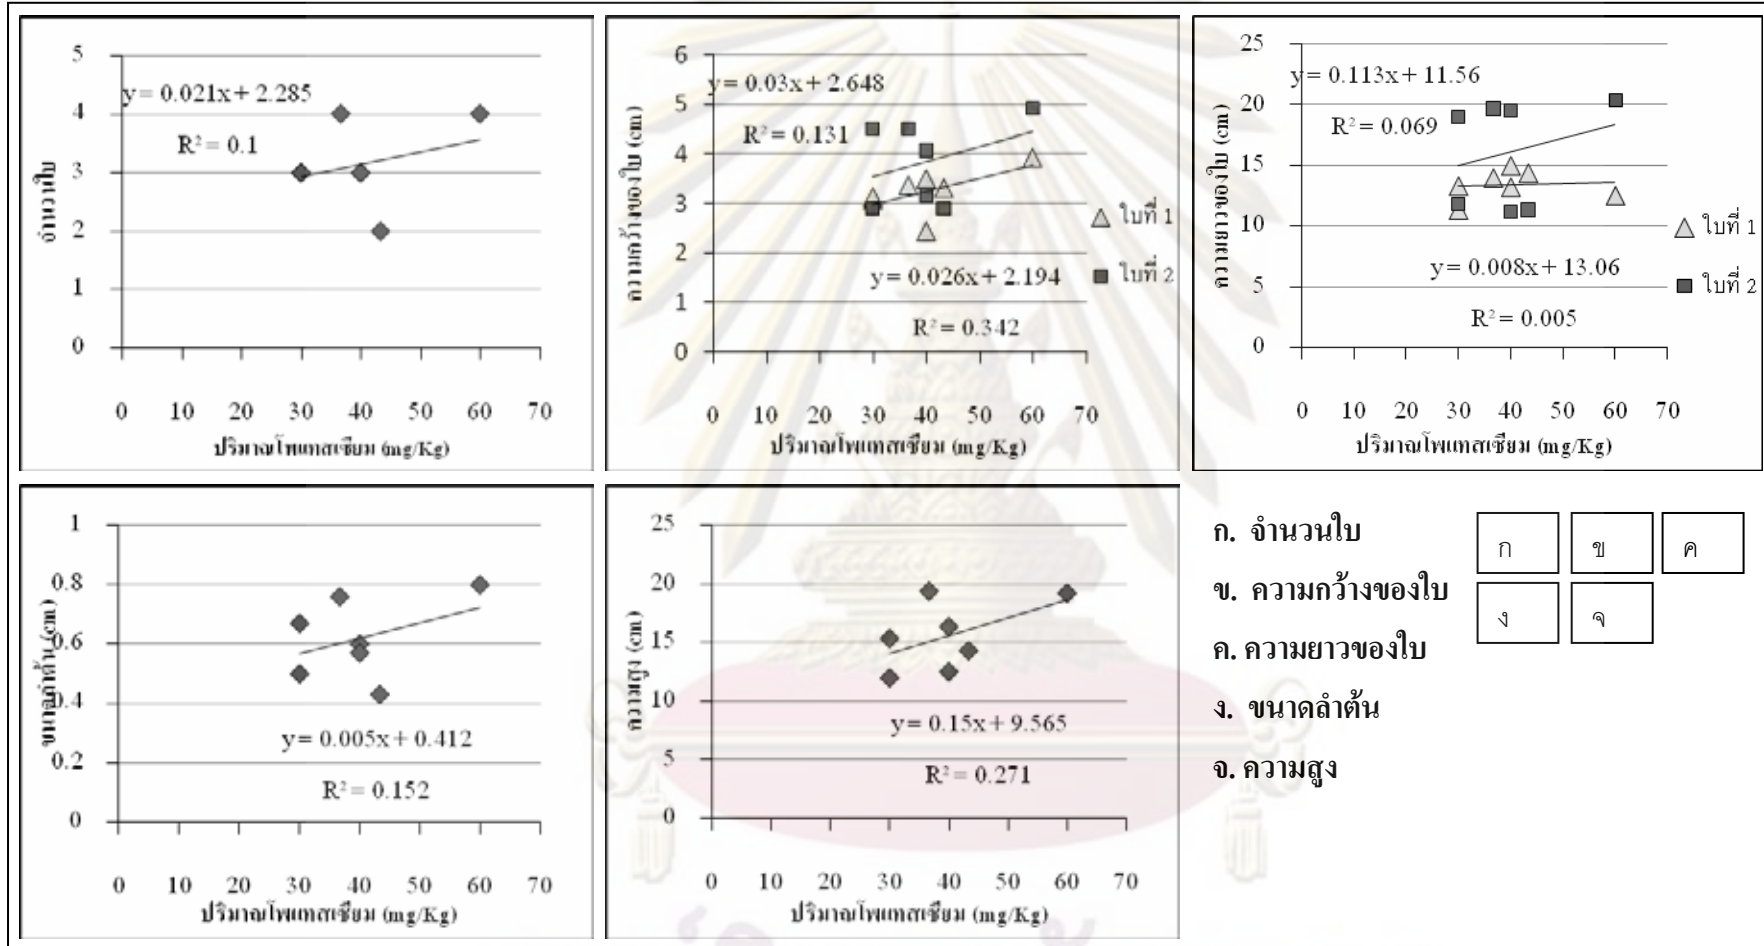 5
4
3
2
1
0
จำนวนใบ
y = 0.021x + 2.285
R² = 0.1
0 10 20 30 40 50 60 70
ปริมาณโพแทสเซียม (mg/Kg)
6
5
4
3
2
1
0
ความกว้างของใบ (cm)
y = 0.03x + 2.648
R² = 0.131
y = 0.026x + 2.194
R² = 0.342
ใบที่ 1
ใบที่ 2
0 10 20 30 40 50 60 70
ปริมาณโพแทสเซียม (mg/Kg)
25
20
15
10
5
0
ความยาวของใบ (cm)
y = 0.113x + 11.56
R² = 0.069
y = 0.008x + 13.06
R² = 0.005
ใบที่ 1
ใบที่ 2
0 10 20 30 40 50 60 70
ปริมาณโพแทสเซียม (mg/Kg)
1
0.8
0.6
0.4
0.2
0
ขนาดลำต้น (cm)
y = 0.005x + 0.412
R² = 0.152
0 10 20 30 40 50 60 70
ปริมาณโพแทสเซียม (mg/Kg)
25
20
15
10
5
0
ความสูง (cm)
y = 0.15x + 9.565
R² = 0.271
0 10 20 30 40 50 60 70
ปริมาณโพแทสเซียม (mg/Kg)
ก. จำนวนใบ
ข. ความกว้างของใบ
ค. ความยาวของใบ
ง. ขนาดลำต้น
จ. ความสูง
ก ข ค
ง จ